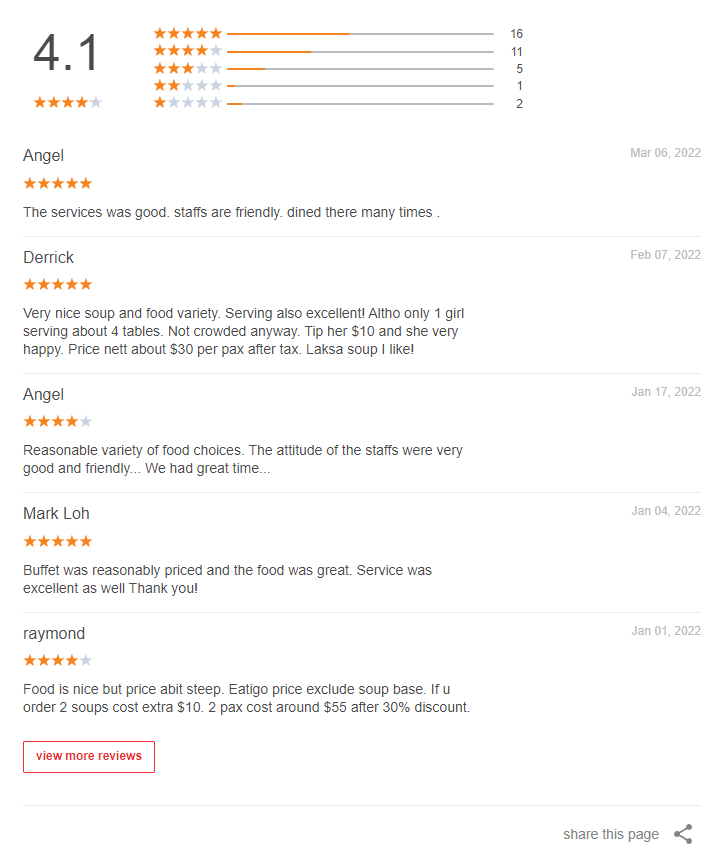 4.1
16
11
5
1
2
Angel
Mar 06, 2022
The services was good. staffs are friendly. dined there many times .
Derrick
Feb 07, 2022
Very nice soup and food variety. Serving also excellent! Altho only 1 girl
serving about 4 tables. Not crowded anyway. Tip her $10 and she very
happy. Price nett about $30 per pax after tax. Laksa soup I like!
Angel
Jan 17, 2022
Reasonable variety of food choices. The attitude of the staffs were very
good and friendly... We had great time...
Mark Loh
Jan 04, 2022
Buffet was reasonably priced and the food was great. Service was
excellent as well Thank you!
raymond
Jan 01, 2022
Food is nice but price abit steep. Eatigo price exclude soup base. If u
order 2 soups cost extra $10. 2 pax cost around $55 after 30% discount.
view more reviews
share this page